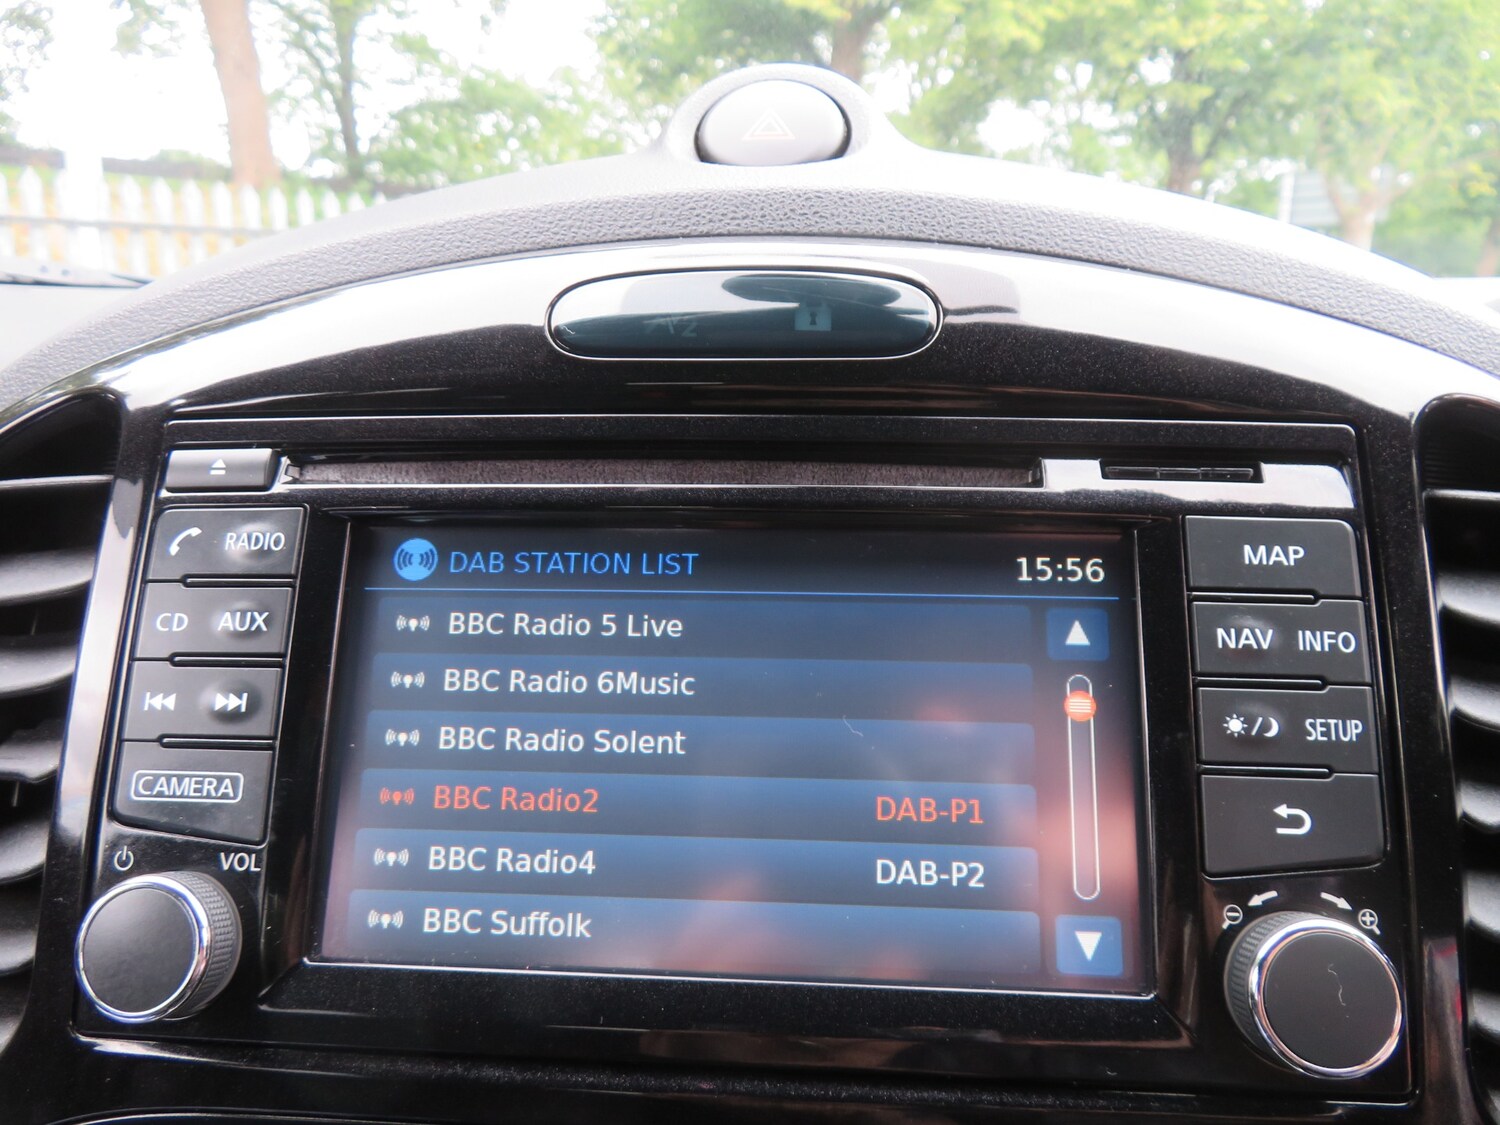 RADIO
CD AUX
CAMERA
VOL
DAB STATION LIST 15:56
BBC Radio 5 Live
BBC Radio 6Music
BBC Radio Solent
BBC Radio2 DAB-P1
BBC Radio4 DAB-P2
BBC Suffolk
MAP
NAV INFO
SETUP